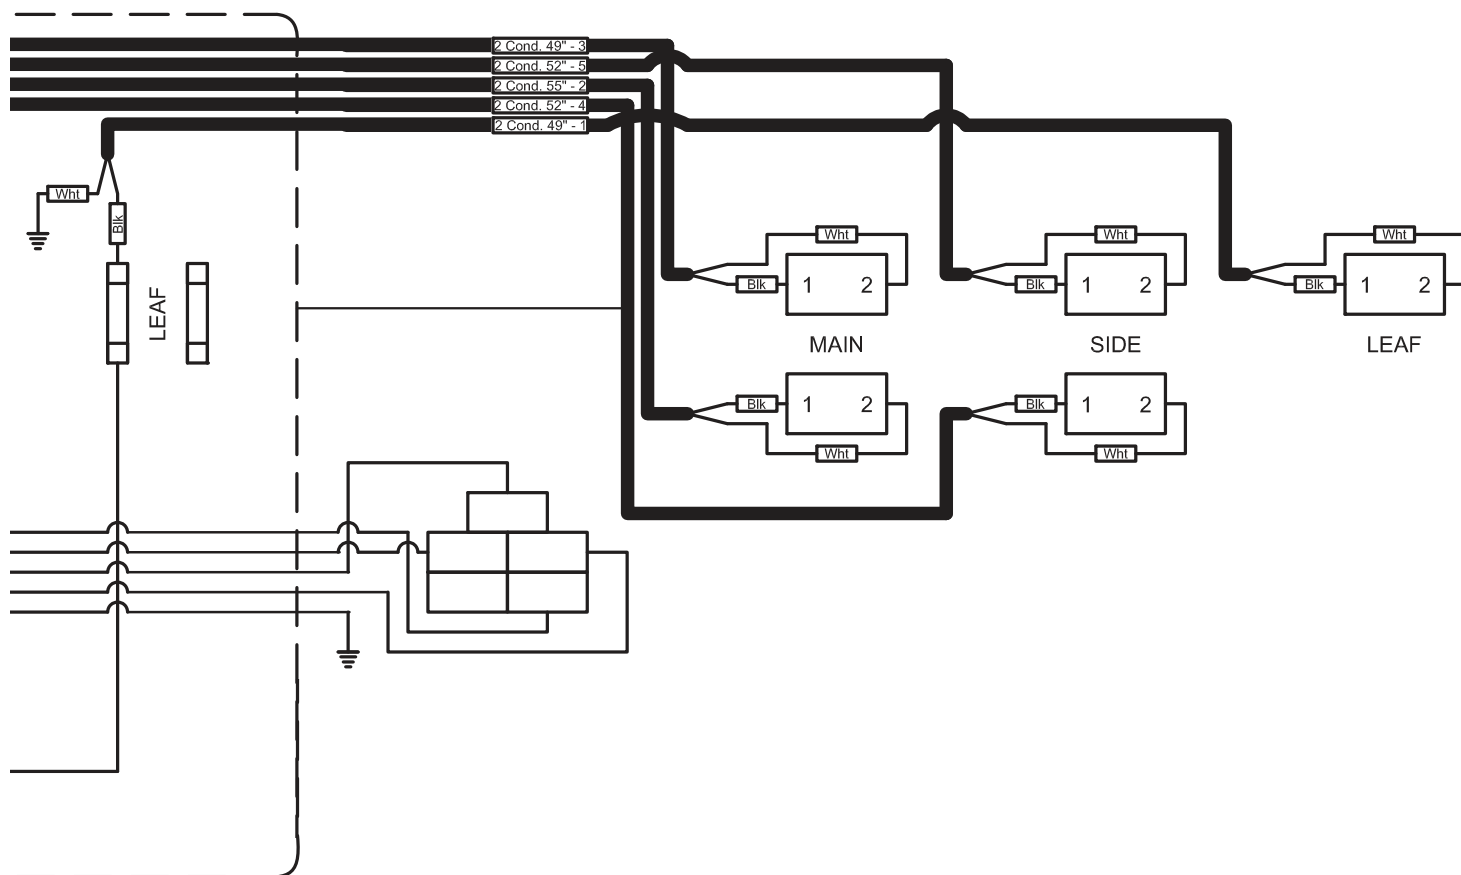 2 Cond. 49" - 3
2 Cond. 52" - 5
2 Cond. 55" - 2
2 Cond. 52" - 4
2 Cond. 49" - 1
Wht
Blk
LEAF
Wht
Blk
1 2
MAIN
Wht
Blk
1 2
SIDE
Wht
Blk
1 2
LEAF
Blk
1 2
Wht
Blk
1 2
Wht